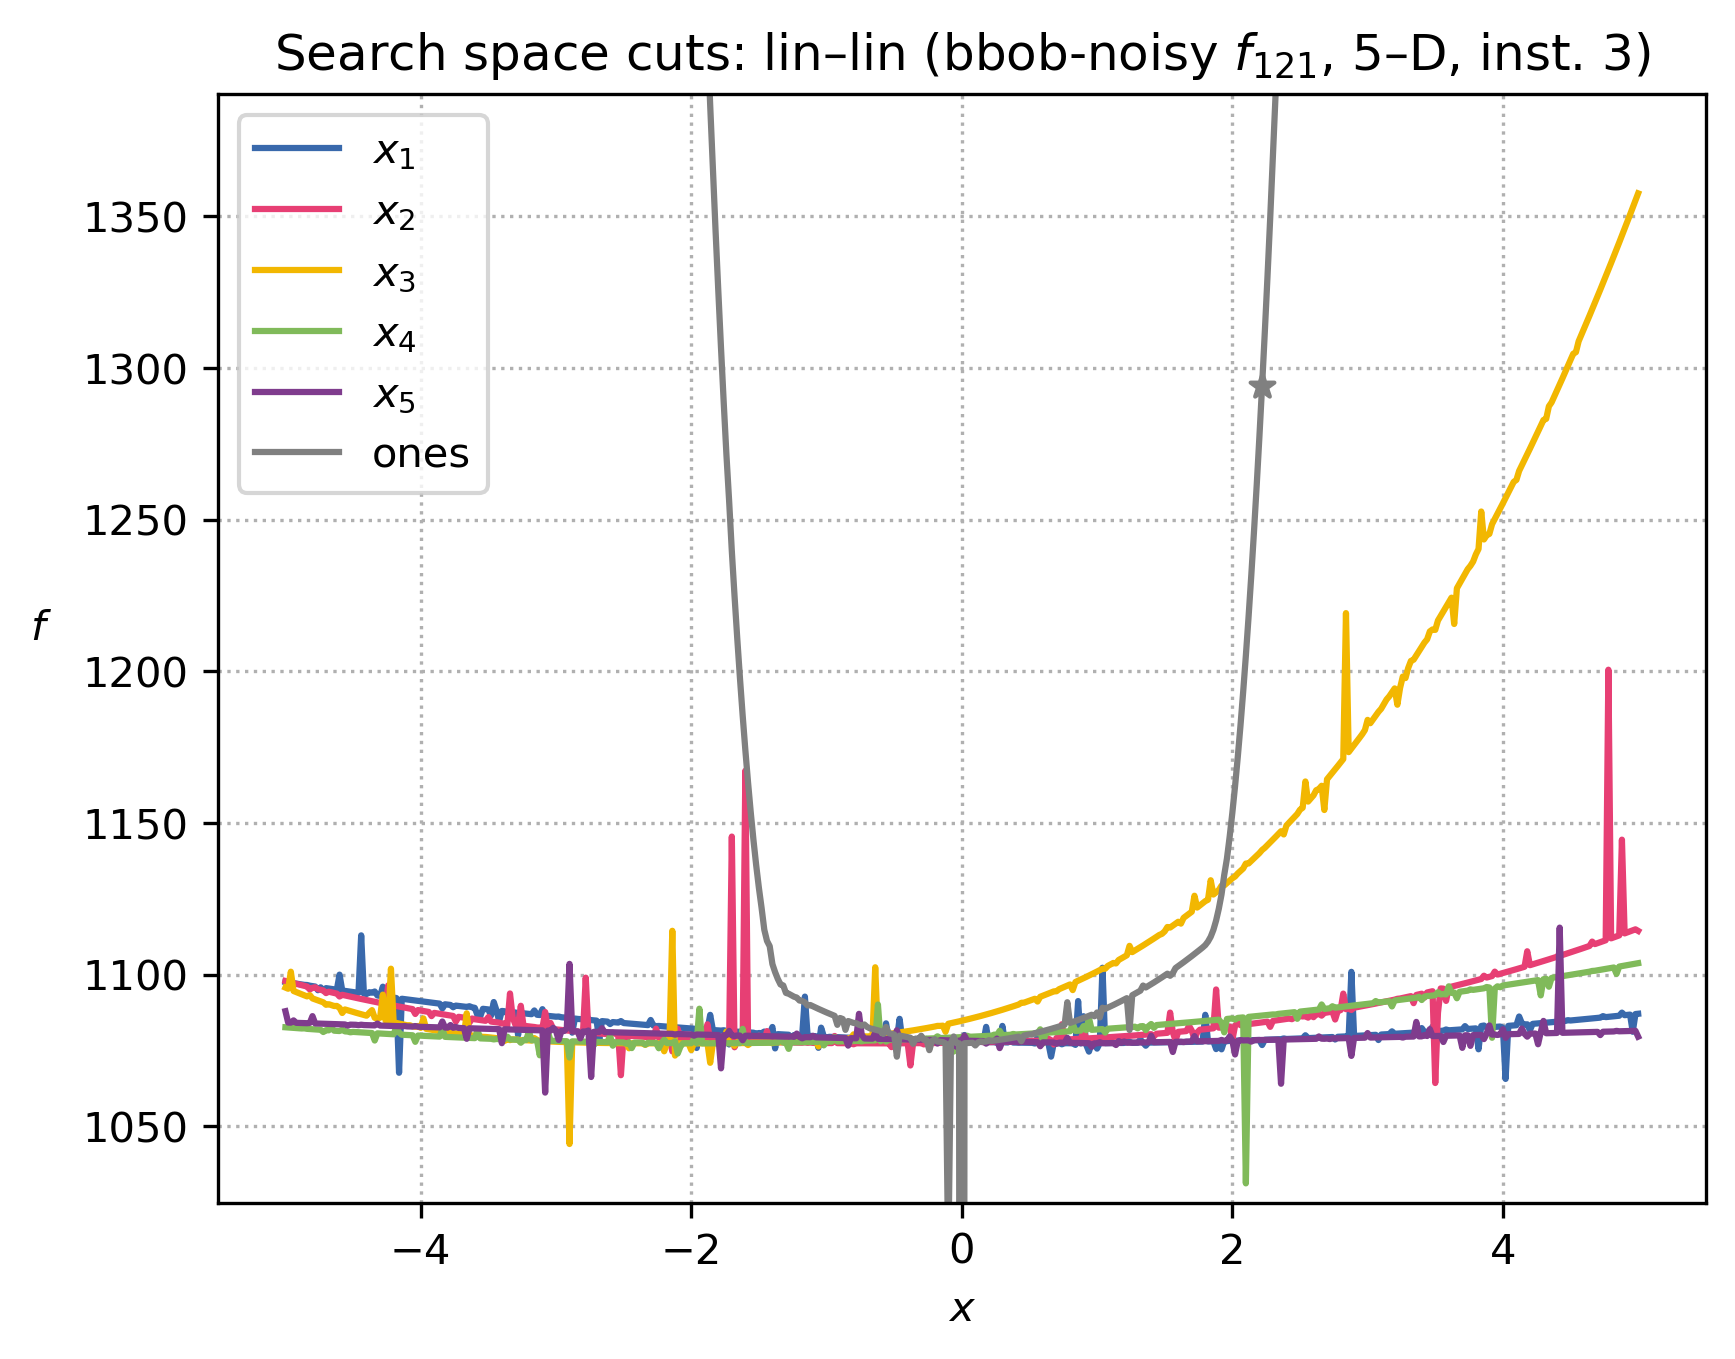 Search space cuts: lin–lin (bbob-noisy f₁₂₁, 5–D, inst. 3)
x₁
x₂
x₃
x₄
x₅
ones
1350
1300
1250
1200
1150
1100
1050
f
−4 −2 0 2 4
x